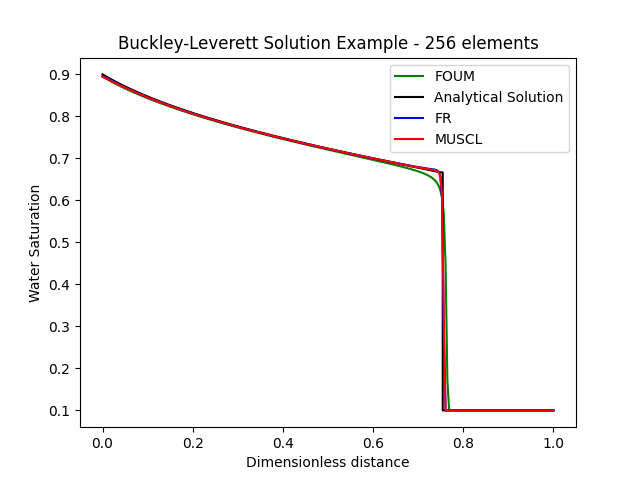 Buckley-Leverett Solution Example - 256 elements
FOUM
Analytical Solution
FR
MUSCL
Water Saturation
0.9
0.8
0.7
0.6
0.5
0.4
0.3
0.2
0.1
0.0 0.2 0.4 0.6 0.8 1.0
Dimensionless distance